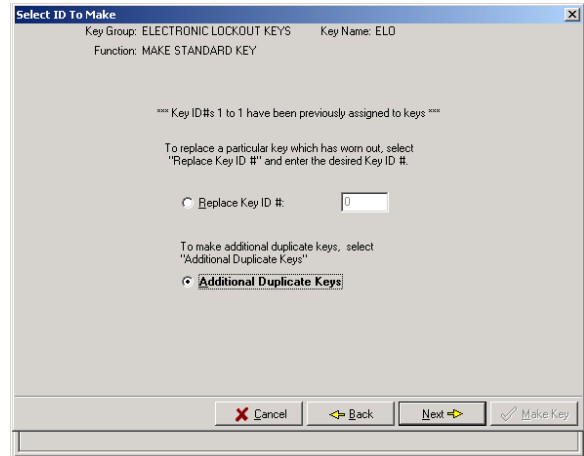 Select ID To Make
Key Group: ELECTRONIC LOCKOUT KEYS Key Name: ELO
Function: MAKE STANDARD KEY
*** Key ID#s 1 to 1 have been previously assigned to keys ***
To replace a particular key which has worn out, select
"Replace Key ID #" and enter the desired Key ID #.
Replace Key ID #: 0
To make additional duplicate keys, select
"Additional Duplicate Keys"
Additional Duplicate Keys
Cancel Back Next Make Key